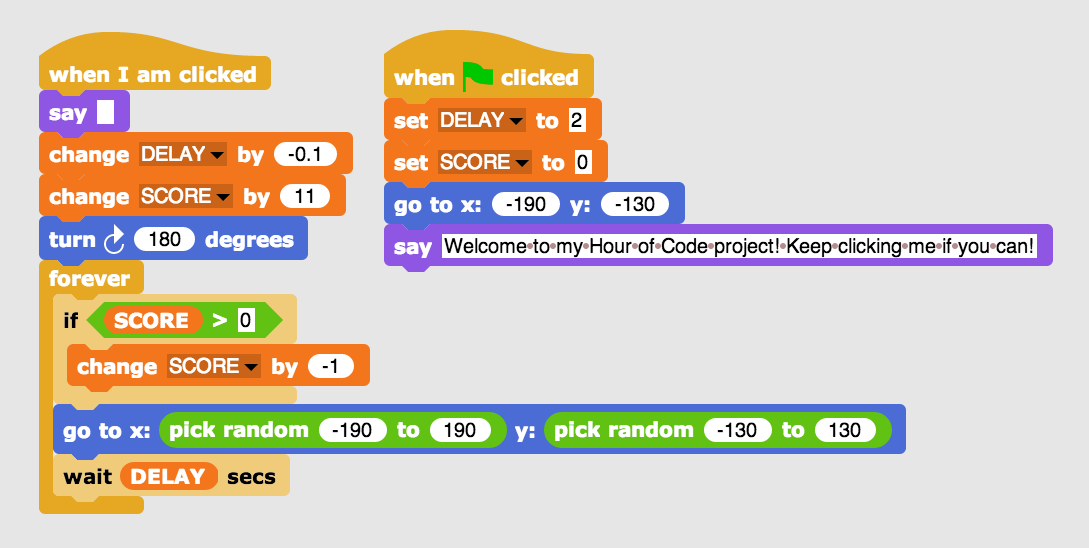 when I am clicked
say
change DELAY by -0.1
change SCORE by 11
turn 180 degrees
forever
if SCORE > 0
change SCORE by -1
go to x: pick random -190 to 190 y: pick random -130 to 130
wait DELAY secs
when clicked
set DELAY to 2
set SCORE to 0
go to x: -190 y: -130
say Welcome•to•my•Hour•of•Code•project!•Keep•clicking•me•if•you•can!